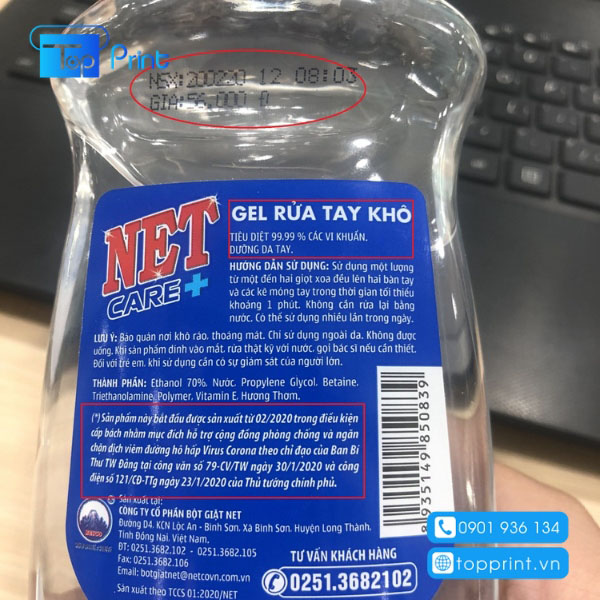 Top Print
NSX:200220 12 08:03
GIA:56,000 Đ
NET
CARE+
GEL RỬA TAY KHÔ
TIÊU DIỆT 99.99 % CÁC VI KHUẨN.
DƯỠNG DA TAY.
HƯỚNG DẪN SỬ DỤNG: Sử dụng một lượng
từ một đến hai giọt xoa đều lên hai bàn tay
và các kẽ móng tay trong thời gian tối thiểu
khoảng 1 phút. Không cần rửa lại bằng
nước. Có thể sử dụng nhiều lần trong ngày.
LƯU Ý: Bảo quản nơi khô ráo, thoáng mát. Chỉ sử dụng ngoài da. Không được
uống. Khi sản phẩm dính vào mắt, rửa thật kỹ với nước, gọi bác sĩ nếu cần thiết.
Đối với trẻ em, khi sử dụng cần có sự giám sát của người lớn.
THÀNH PHẦN: Ethanol 70%, Nước, Propylene Glycol, Betaine,
Triethanolamine, Polymer, Vitamin E, Hương Thơm.
(*) Sản phẩm này bắt đầu được sản xuất từ 02/2020 trong điều kiện
cấp bách nhằm mục đích hỗ trợ cộng đồng phòng chống và ngăn
chặn dịch viêm đường hô hấp Virus Corona theo chỉ đạo của Ban Bí
Thư TW Đảng tại công văn số 79-CV/TW ngày 30/1/2020 và công
điện số 121/CĐ-TTg ngày 23/1/2020 của Thủ tướng chính phủ.
8 935149 850839
Sản xuất tại:
CÔNG TY CỔ PHẦN BỘT GIẶT NET
Đường D4, KCN Lộc An - Bình Sơn, Xã Bình Sơn, Huyện Long Thành,
Tỉnh Đồng Nai, Việt Nam.
ĐT: 0251-3682.102 - 0251-3682.105
Fax: 0251-3682.106
Email: botgiatnet@netcovn.com.vn
Sản xuất theo TCCS 01:2020/NET
NETCO
TƯ VẤN KHÁCH HÀNG
0251.3682102
0901 936 134
topprint.vn